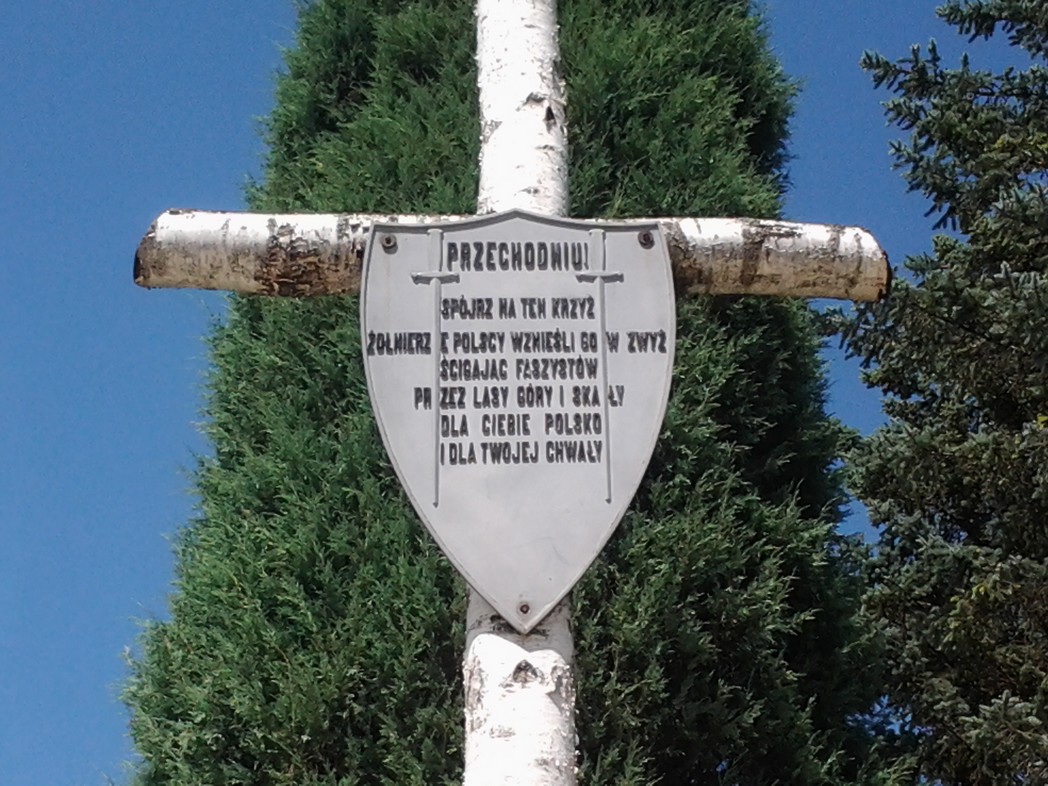 PRZECHODNIU!
SPÓJRZ NA TEN KRZYŻ
ŻOŁNIERZE POLSCY WZNIEŚLI GO W ZWYŻ
ŚCIGAJĄC FASZYSTÓW
PRZEZ LASY GÓRY I SKAŁY
DLA CIEBIE POLSKO
I DLA TWOJEJ CHWAŁY